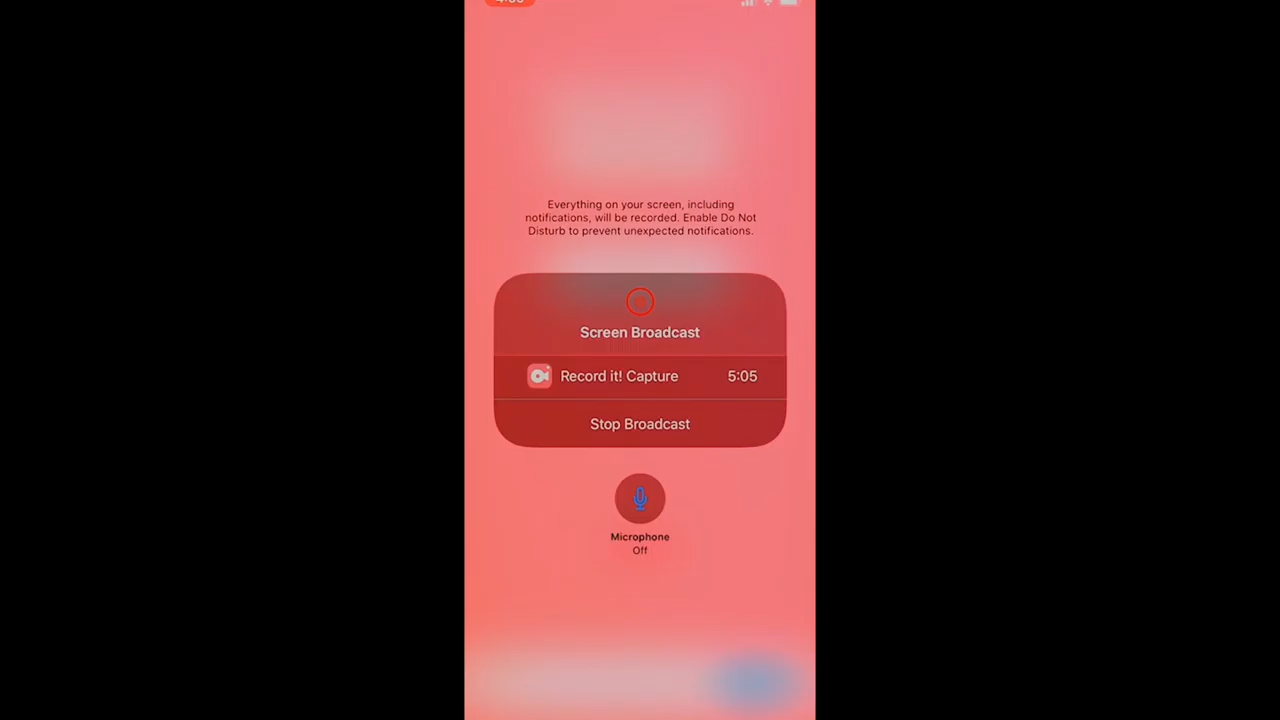 Everything on your screen, including
notifications, will be recorded. Enable Do Not
Disturb to prevent unexpected notifications.
Screen Broadcast
Record it! Capture 5:05
Stop Broadcast
Microphone
Off